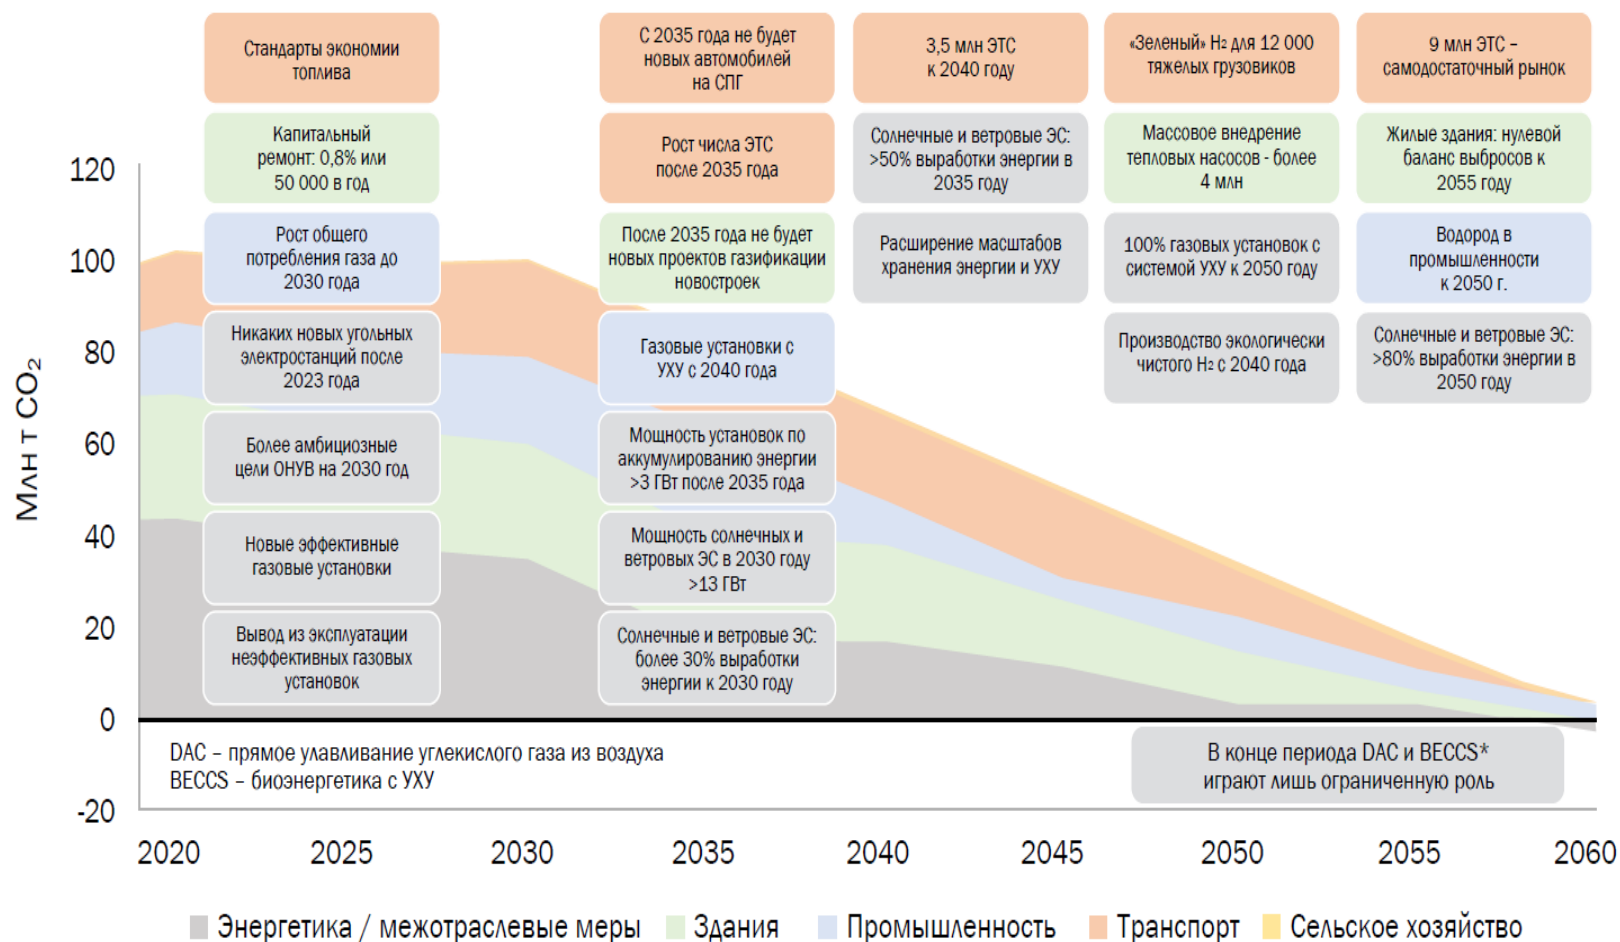 Стандарты экономии
топлива
С 2035 года не будет
новых автомобилей
на СПГ
3,5 млн ЭТС
к 2040 году
«Зеленый» H₂ для 12 000
тяжелых грузовиков
9 млн ЭТС –
самодостаточный рынок
Капитальный
ремонт: 0,8% или
50 000 в год
Рост числа ЭТС
после 2035 года
Солнечные и ветровые ЭС:
>50% выработки энергии в
2035 году
Массовое внедрение
тепловых насосов - более
4 млн
Жилые здания: нулевой
баланс выбросов к
2055 году
Рост общего
потребления газа до
2030 года
После 2035 года не будет
новых проектов газификации
новостроек
Расширение масштабов
хранения энергии и УХУ
100% газовых установок с
системой УХУ к 2050 году
Водород в
промышленности
к 2050 г.
Никаких новых угольных
электростанций после
2023 года
Газовые установки с
УХУ с 2040 года
Производство экологически
чистого H₂ с 2040 года
Солнечные и ветровые ЭС:
>80% выработки энергии в
2050 году
Более амбициозные
цели ОНУВ на 2030 год
Мощность установок по
аккумулированию энергии
>3 ГВт после 2035 года
Новые эффективные
газовые установки
Мощность солнечных и
ветровых ЭС в 2030 году
>13 ГВт
Вывод из эксплуатации
неэффективных газовых
установок
Солнечные и ветровые ЭС:
более 30% выработки
энергии к 2030 году
Млн т CO₂
120
100
80
60
40
20
0
-20
DAC – прямое улавливание углекислого газа из воздуха
BECCS – биоэнергетика с УХУ
В конце периода DAC и BECCS*
играют лишь ограниченную роль
2020 2025 2030 2035 2040 2045 2050 2055 2060
Энергетика / межотраслевые меры Здания Промышленность Транспорт Сельское хозяйство